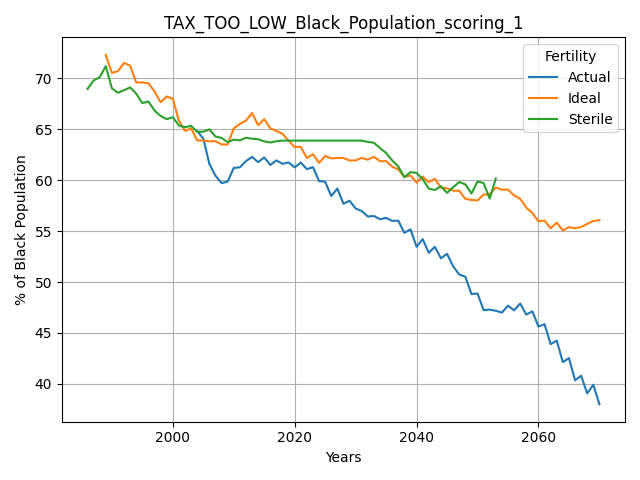 TAX_TOO_LOW_Black_Population_scoring_1
Fertility
Actual
Ideal
Sterile
% of Black Population
70
65
60
55
50
45
40
2000
2020
2040
2060
Years